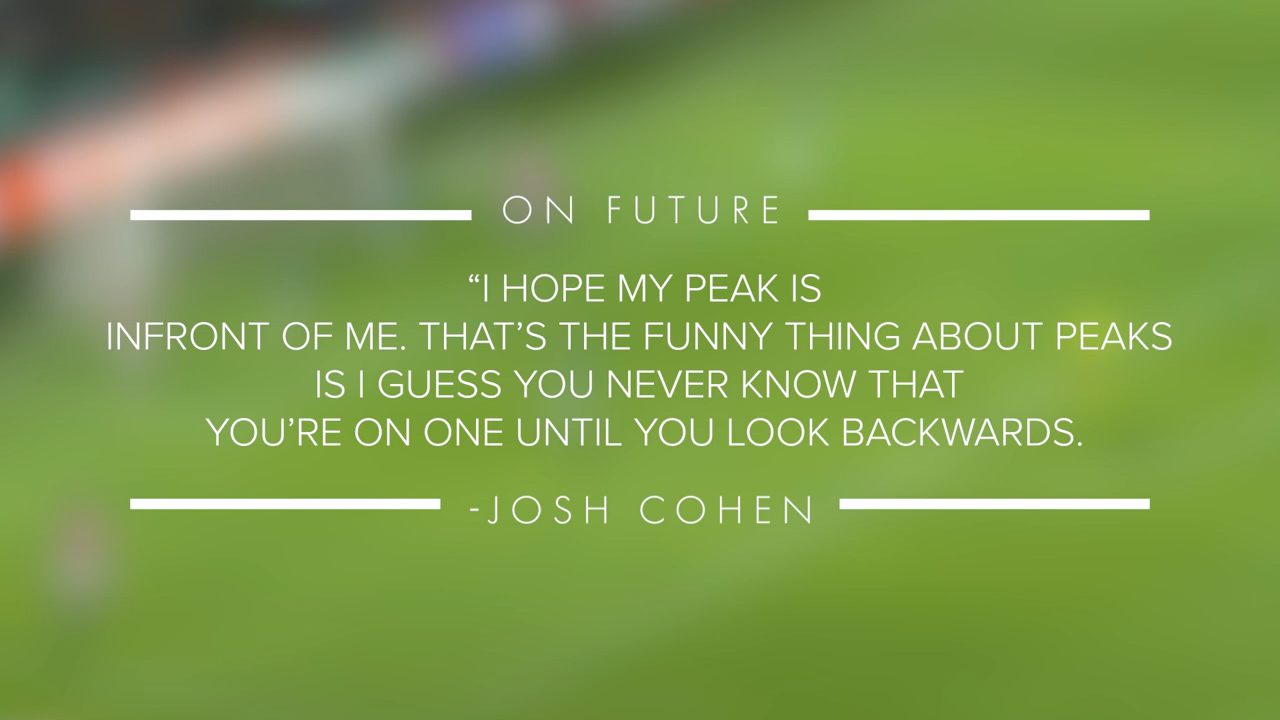 ON FUTURE
“I HOPE MY PEAK IS
INFRONT OF ME. THAT’S THE FUNNY THING ABOUT PEAKS
IS I GUESS YOU NEVER KNOW THAT
YOU’RE ON ONE UNTIL YOU LOOK BACKWARDS.
-JOSH COHEN